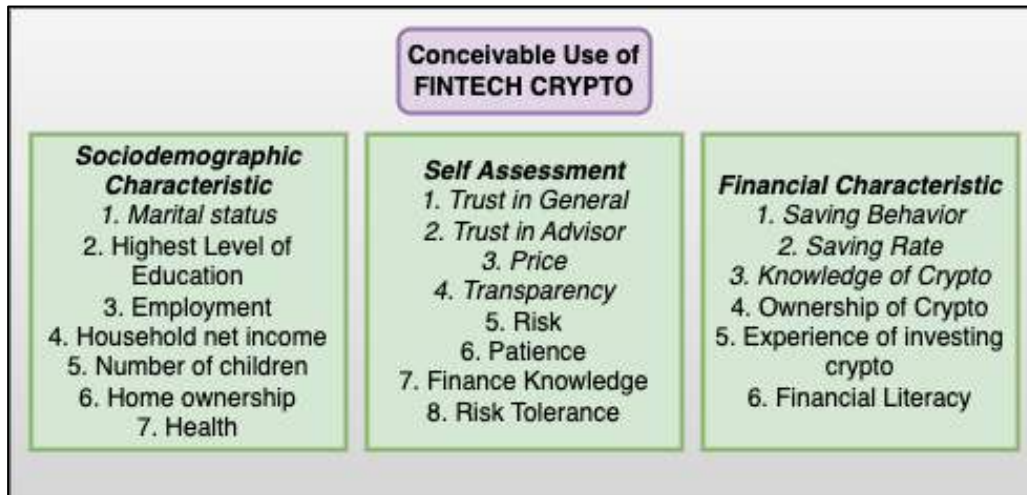 Conceivable Use of
FINTECH CRYPTO
Sociodemographic
Characteristic
1. Marital status
2. Highest Level of
Education
3. Employment
4. Household net income
5. Number of children
6. Home ownership
7. Health
Self Assessment
1. Trust in General
2. Trust in Advisor
3. Price
4. Transparency
5. Risk
6. Patience
7. Finance Knowledge
8. Risk Tolerance
Financial Characteristic
1. Saving Behavior
2. Saving Rate
3. Knowledge of Crypto
4. Ownership of Crypto
5. Experience of investing
crypto
6. Financial Literacy